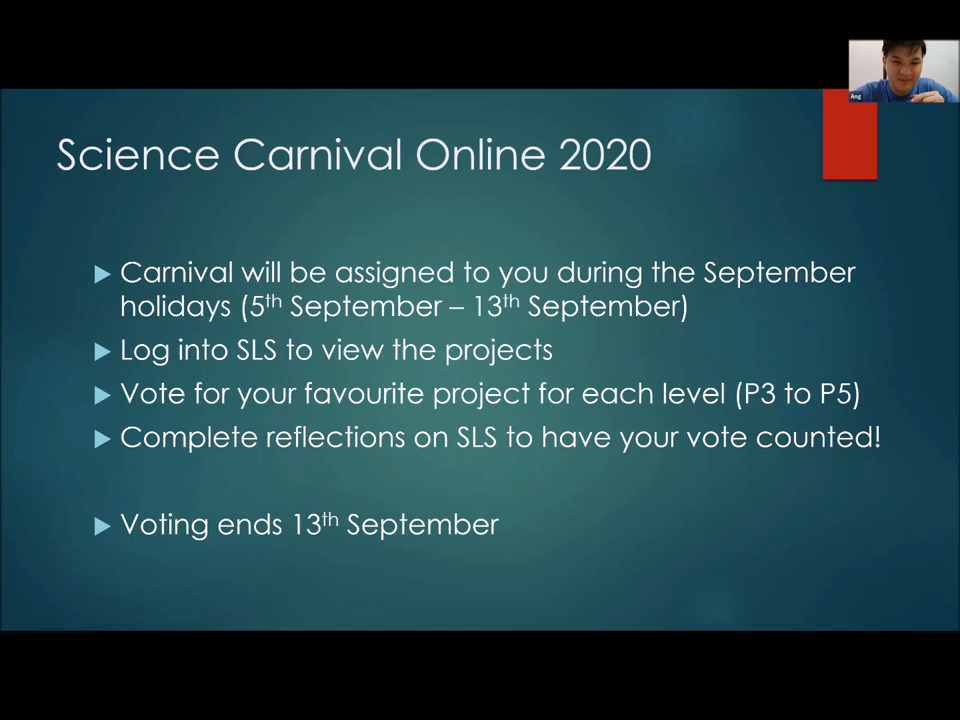 Ang
Science Carnival Online 2020
Carnival will be assigned to you during the September
holidays (5th September – 13th September)
Log into SLS to view the projects
Vote for your favourite project for each level (P3 to P5)
Complete reflections on SLS to have your vote counted!
Voting ends 13th September